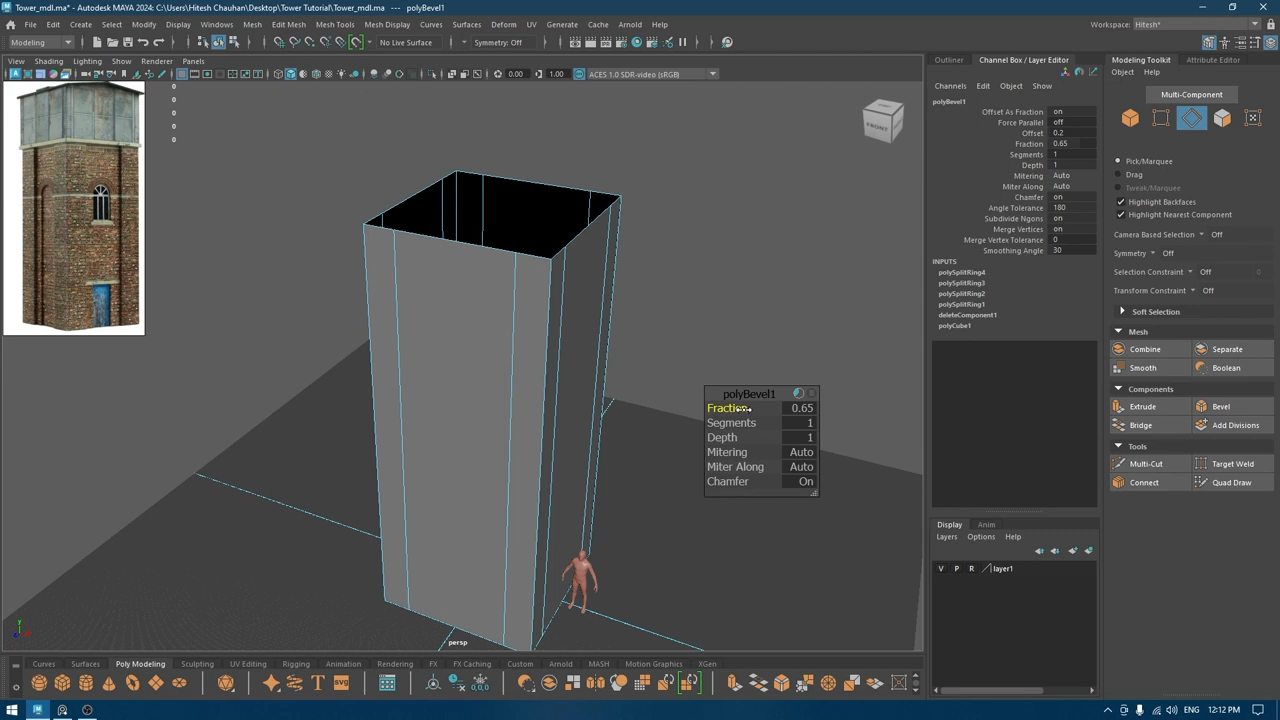 Tower_mdl.ma* - Autodesk MAYA 2024: C:\Users\Hitesh Chauhan\Desktop\Tower Tutorial\Tower_mdl.ma* --- polyBevel1
File Edit Create Select Modify Display Windows Mesh Edit Mesh Mesh Tools Mesh Display Curves Surfaces Deform UV Generate Cache Arnold Help
Workspace: Hitesh*
Modeling
No Live Surface
Symmetry: Off
View Shading Lighting Show Renderer Panels
0.00
1.00
ACES 1.0 SDR-video (sRGB)
0
0
0
0
0
FRONT
polyBevel1
Fraction 0.65
Segments 1
Depth 1
Mitering Auto
Miter Along Auto
Chamfer On
persp
y
Outliner
Channel Box / Layer Editor
Channels Edit Object Show
polyBevel1
Offset As Fraction on
Force Parallel off
Offset 0.2
Fraction 0.65
Segments 1
Depth 1
Mitering Auto
Miter Along Auto
Chamfer on
Angle Tolerance 180
Subdivide Ngons on
Merge Vertices on
Merge Vertex Tolerance 0
Smoothing Angle 30
INPUTS
polySplitRing4
polySplitRing3
polySplitRing2
polySplitRing1
deleteComponent1
polyCube1
Display Anim
Layers Options Help
V P R layer1
Modeling Toolkit
Attribute Editor
Object Help
Multi-Component
Pick/Marquee
Drag
Tweak/Marquee
Highlight Backfaces
Highlight Nearest Component
Camera Based Selection Off
Symmetry Off
Selection Constraint Off
0
Transform Constraint Off
Soft Selection
Mesh
Combine Separate
Smooth Boolean
Components
Extrude Bevel
Bridge Add Divisions
Tools
Multi-Cut Target Weld
Connect Quad Draw
Curves Surfaces Poly Modeling Sculpting UV Editing Rigging Animation Rendering FX FX Caching Custom Arnold MASH Motion Graphics XGen
T
SVG
0,0,0
ENG
12:12 PM